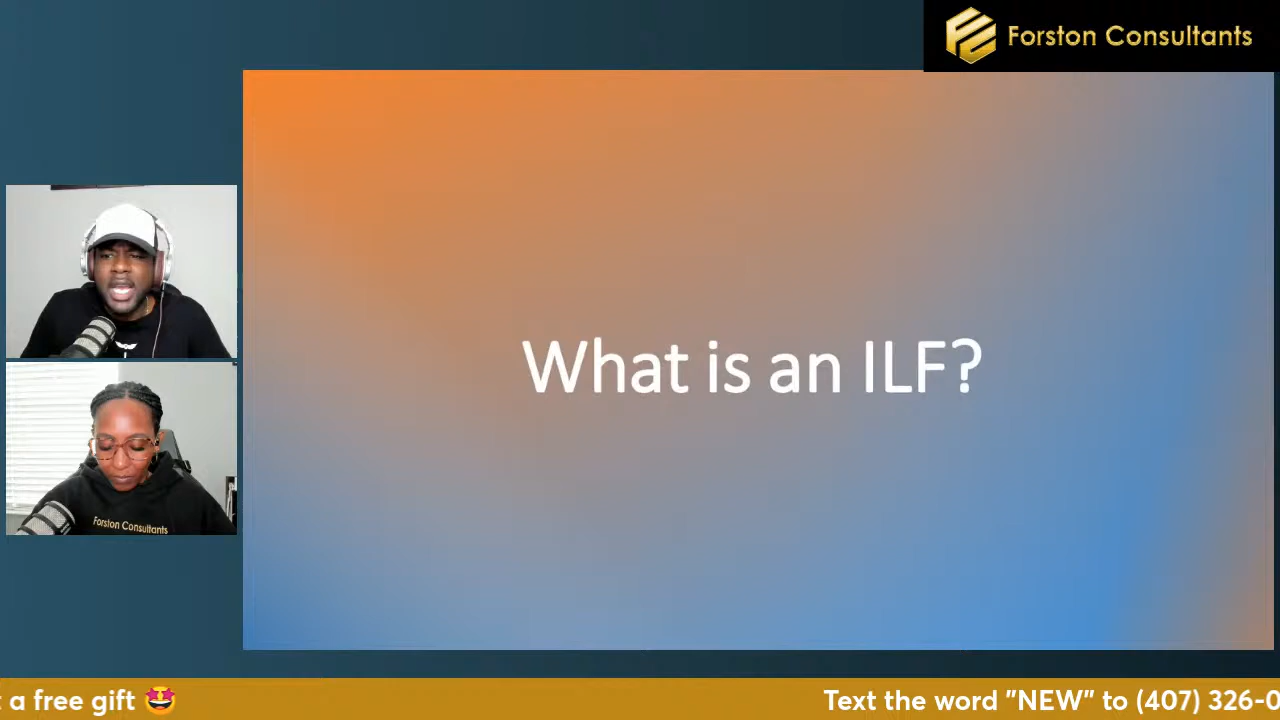 Forston Consultants
What is an ILF?
Forston Consultants
a free gift
Text the word "NEW" to (407) 326-0